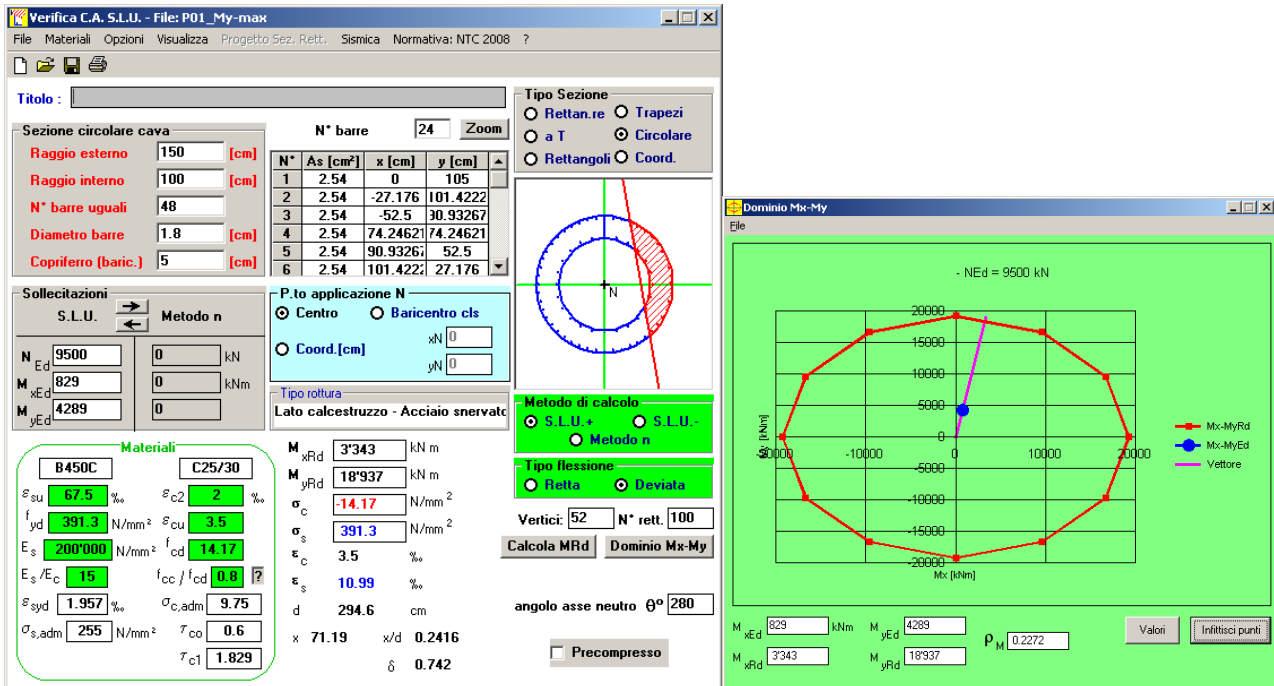 Verifica C.A. S.L.U. - File: P01_My-max
File Materiali Opzioni Visualizza Progetto Sez. Rett. Sismica Normativa: NTC 2008 ?
Titolo :
Sezione circolare cava
Raggio esterno 150 [cm]
Raggio interno 100 [cm]
N° barre uguali 48
Diametro barre 1.8 [cm]
Copriferro (baric.) 5 [cm]
N° barre 24 Zoom
N° As [cm²] x [cm] y [cm]
1 2.54 0 105
2 2.54 -27.176 101.4222
3 2.54 -52.5 90.93267
4 2.54 74.24621 74.24621
5 2.54 90.93267 52.5
6 2.54 101.4222 27.176
Tipo Sezione
Rettan.re Trapezi
a T Circolare
Rettangoli Coord.
N
Sollecitazioni
S.L.U. Metodo n
N Ed 9500 0 kN
M xEd 829 0 kNm
M yEd 4289 0
P.to applicazione N
Centro Baricentro cls
Coord.[cm] xN 0
yN 0
Tipo rottura
Lato calcestruzzo - Acciaio snervato
Metodo di calcolo
S.L.U.+ S.L.U.-
Metodo n
Tipo flessione
Retta Deviata
Vertici: 52 N° rett. 100
Calcola MRd Dominio Mx-My
angolo asse neutro θ° 280
Precompresso
Materiali
B450C C25/30
εsu 67.5 ‰ εc2 2 ‰
fyd 391.3 N/mm² εcu 3.5
Es 200'000 N/mm² fcd 14.17
Es/Ec 15 fcc / fcd 0.8 ?
εsyd 1.957 ‰ σc,adm 9.75
σs,adm 255 N/mm² τco 0.6
τc1 1.829
M xRd 3'343 kN m
M yRd 18'937 kN m
σc -14.17 N/mm²
σs 391.3 N/mm²
εc 3.5 ‰
εs 10.99 ‰
d 294.6 cm
x 71.19 x/d 0.2416
δ 0.742
Dominio Mx-My
File
- NEd = 9500 kN
20000
15000
10000
5000
0
-5000
-10000
-15000
-20000
-20000 -10000 0 10000 20000
My [kNm]
Mx [kNm]
Mx-MyRd
Mx-MyEd
Vettore
M xEd 829 kNm M yEd 4289
M xRd 3'343 M yRd 18'937
ρM 0.2272
Valori Infittisci punti